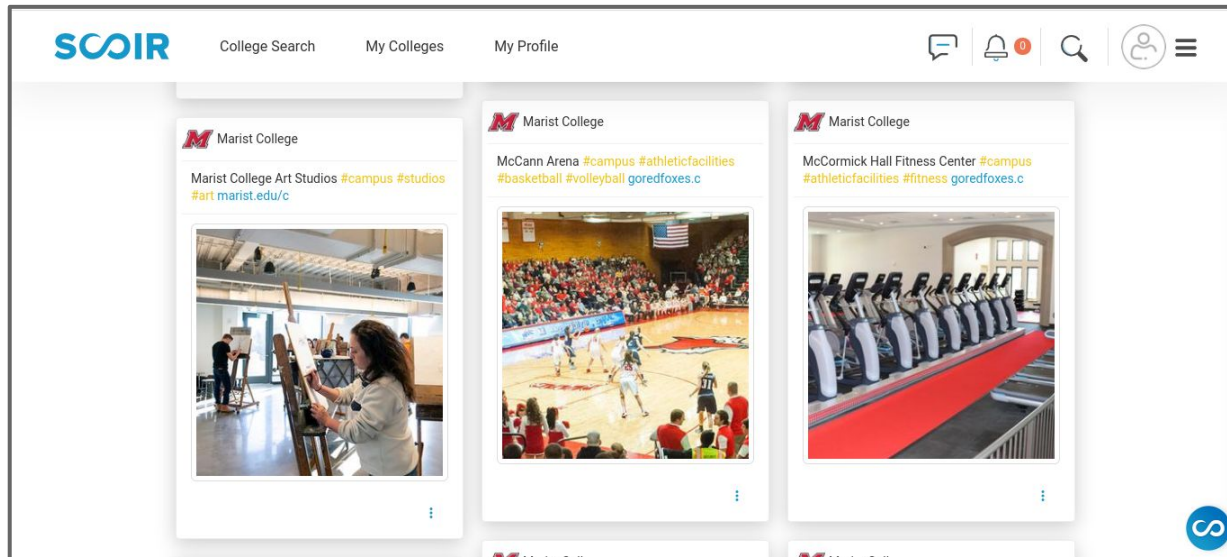 SCOIR
College Search
My Colleges
My Profile
0
M Marist College
Marist College Art Studios #campus #studios
#art marist.edu/c
M Marist College
McCann Arena #campus #athleticfacilities
#basketball #volleyball goredfoxes.c
11
M Marist College
McCormick Hall Fitness Center #campus
#athleticfacilities #fitness goredfoxes.c